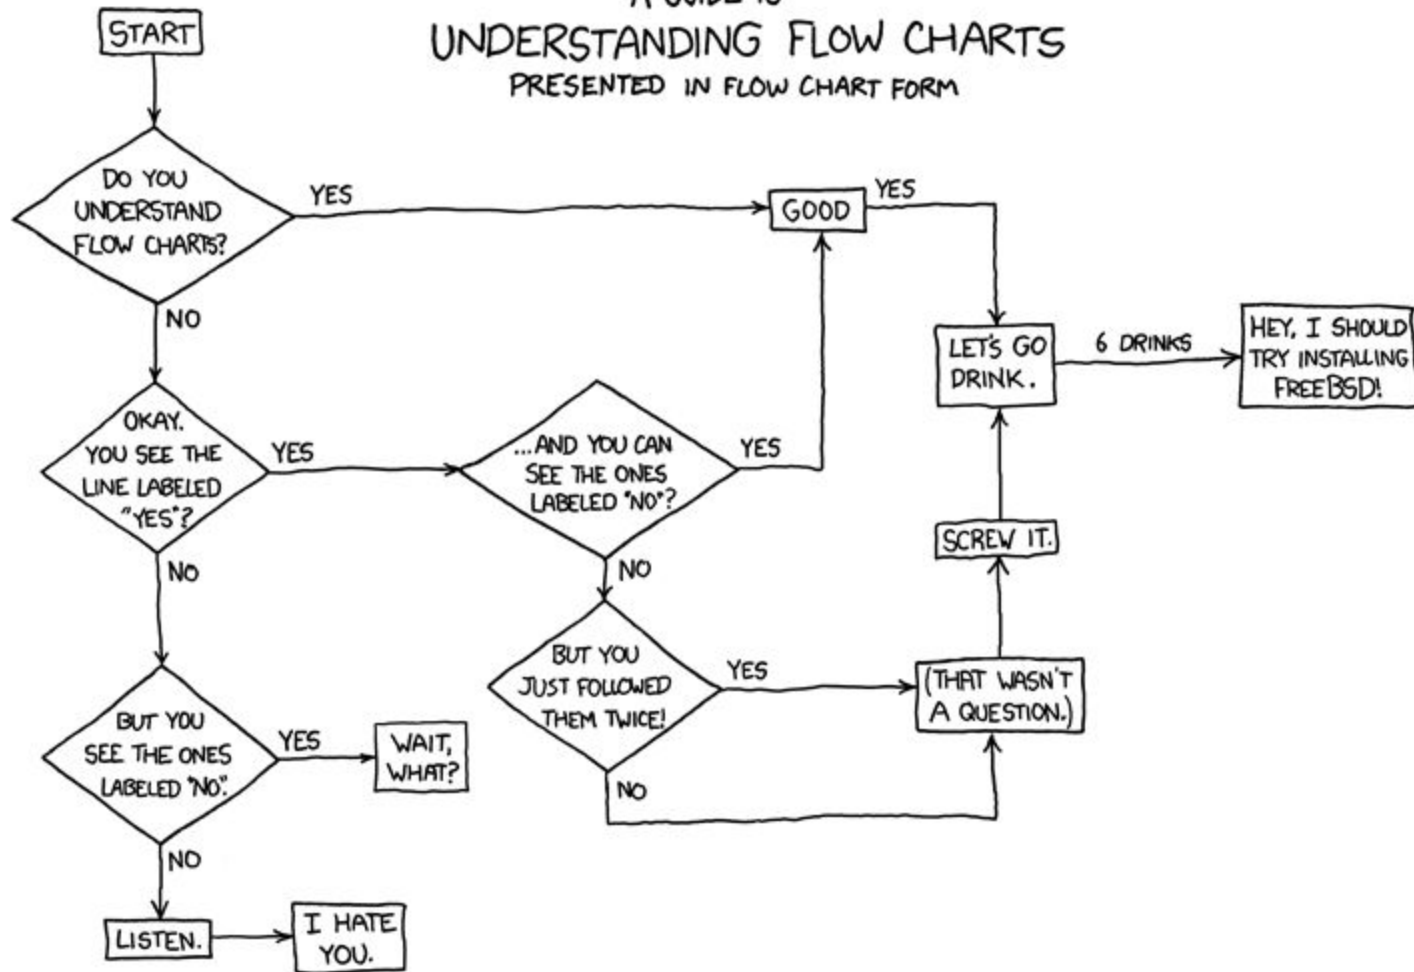 A GUIDE TO
UNDERSTANDING FLOW CHARTS
PRESENTED IN FLOW CHART FORM
START
DO YOU
UNDERSTAND
FLOW CHARTS?
YES
GOOD
YES
NO
LET'S GO
DRINK.
6 DRINKS
HEY, I SHOULD
TRY INSTALLING
FREEBSD!
OKAY.
YOU SEE THE
LINE LABELED
"YES"?
YES
...AND YOU CAN
SEE THE ONES
LABELED "NO"?
YES
NO
NO
SCREW IT.
BUT YOU
JUST FOLLOWED
THEM TWICE!
YES
(THAT WASN'T
A QUESTION.)
NO
BUT YOU
SEE THE ONES
LABELED "NO".
YES
WAIT,
WHAT?
NO
LISTEN.
I HATE
YOU.